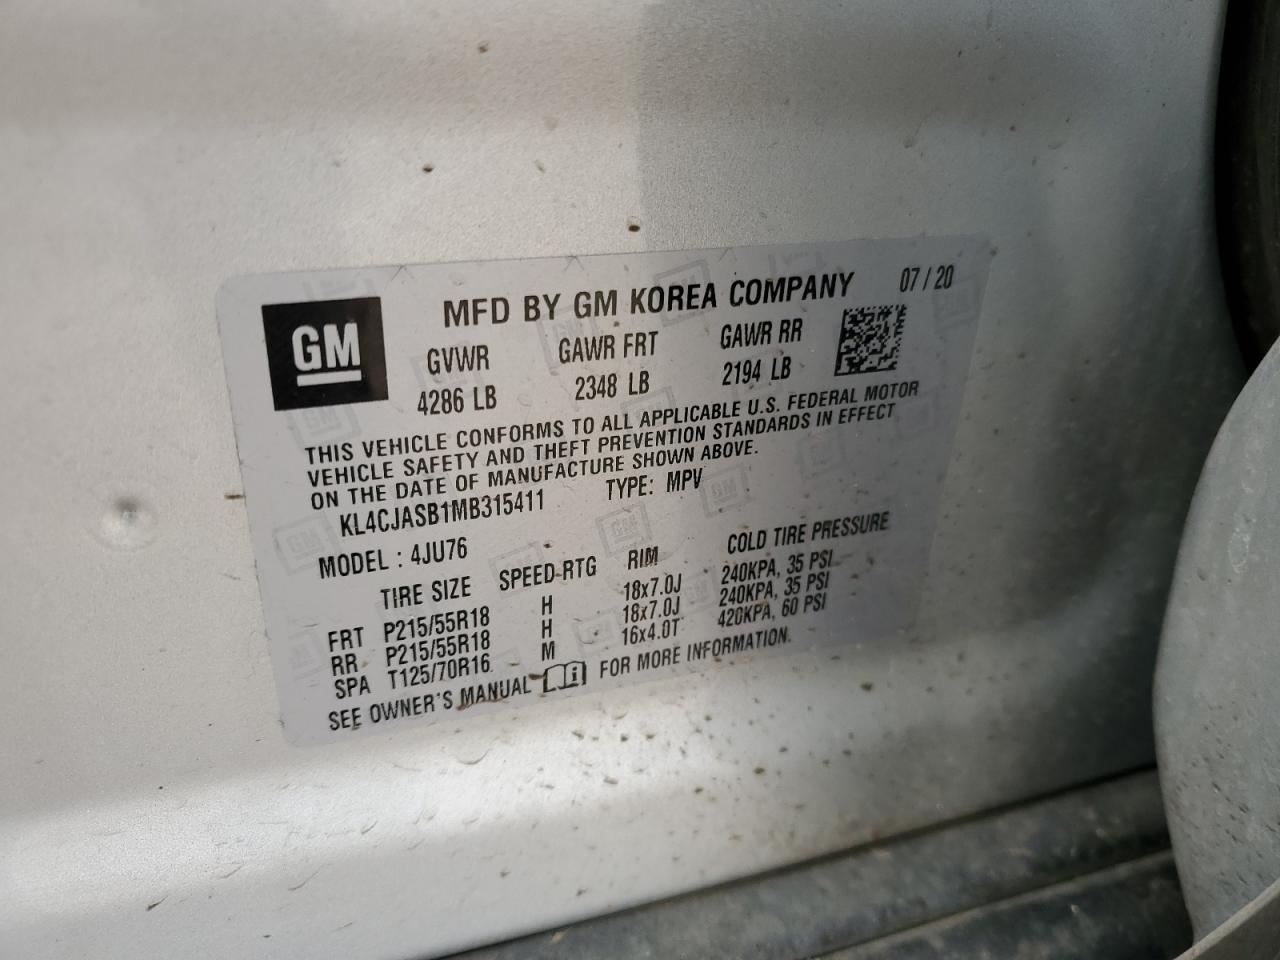 MFD BY GM KOREA COMPANY 07 / 20
GM
GVWR GAWR FRT GAWR RR
4286 LB 2348 LB 2194 LB
THIS VEHICLE CONFORMS TO ALL APPLICABLE U.S. FEDERAL MOTOR
VEHICLE SAFETY AND THEFT PREVENTION STANDARDS IN EFFECT
ON THE DATE OF MANUFACTURE SHOWN ABOVE.
KL4CJASB1MB315411 TYPE: MPV
MODEL : 4JU76
TIRE SIZE SPEED-RTG RIM COLD TIRE PRESSURE
FRT P215/55R18 H 18x7.0J 240KPA, 35 PSI
RR P215/55R18 H 18x7.0J 240KPA, 35 PSI
SPA T125/70R16 M 16x4.0T 420KPA, 60 PSI
SEE OWNER'S MANUAL i FOR MORE INFORMATION.